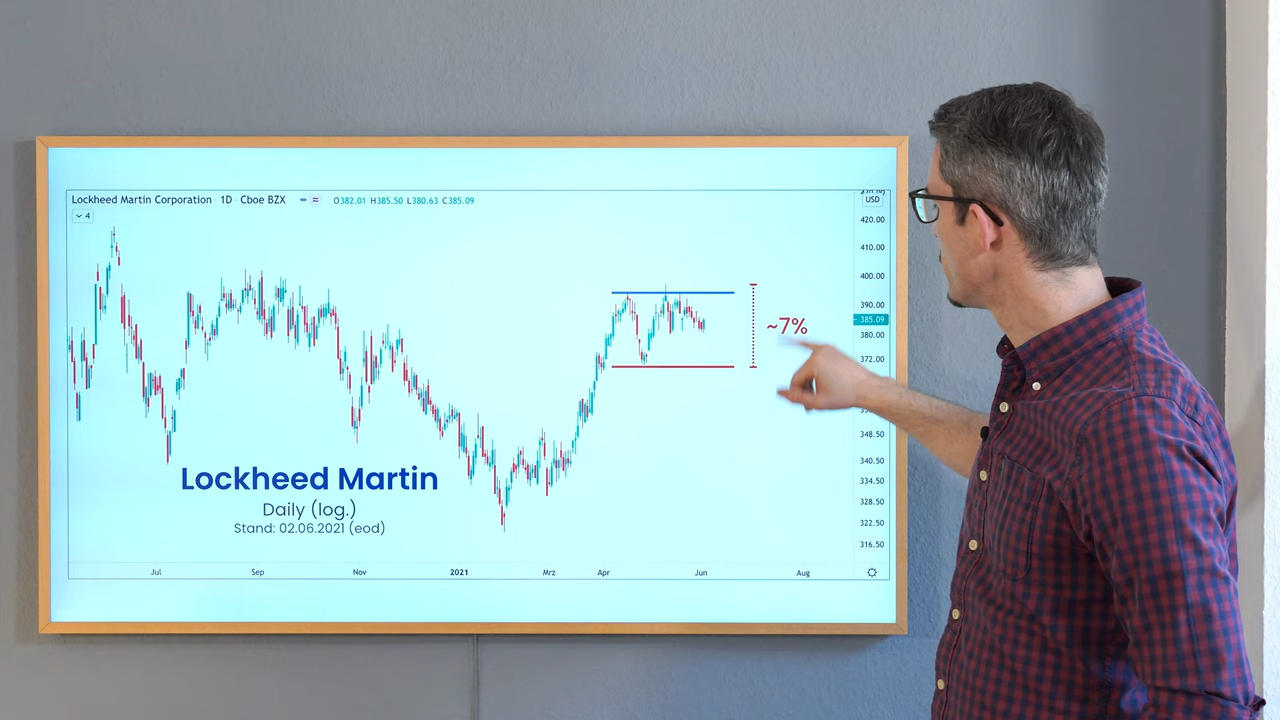 Lockheed Martin Corporation · 1D · Cboe BZX
O382.01 H385.50 L380.63 C385.09
4
USD
420.00
410.00
400.00
390.00
385.09
380.00
372.00
348.50
340.50
334.50
328.50
322.50
316.50
~7%
Lockheed Martin
Daily (log.)
Stand: 02.06.2021 (eod)
Jul Sep Nov 2021 Mrz Apr Jun Aug